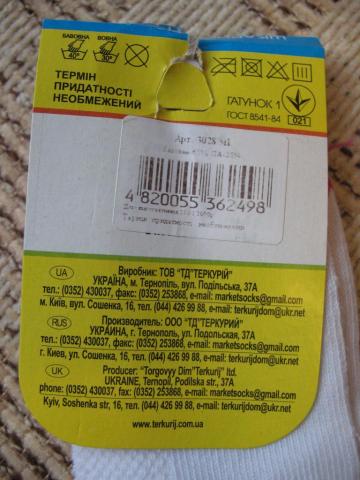 БАВОВНА ВОВНА
40° 30°
ТЕРМІН
ПРИДАТНОСТІ
НЕОБМЕЖЕНИЙ
ҐАТУНОК 1
ГОСТ 8541-84
021
Арт. 3028
4 820055 362498
UA
Виробник: ТОВ "ТД"ТЕРКУРІЙ"
УКРАЇНА, м. Тернопіль, вул. Подільська, 37А
тел.: (0352) 430037, факс: (0352) 253868, e-mail: marketsocks@gmail.com
м. Київ, вул. Сошенка, 16, тел. (044) 426 99 88, e-mail: terkurijdom@ukr.net
RUS
Производитель: ООО "ТД"ТЕРКУРИЙ"
УКРАИНА, г. Тернополь, ул. Подольская, 37А
тел.: (0352) 430037, факс: (0352) 253868, e-mail: marketsocks@gmail.com
г. Киев, ул. Сошенка, 16, тел. (044) 426 99 88, e-mail: terkurijdom@ukr.net
UK
Producer: "Torgovyy Dim"Terkurij" ltd.
UKRAINE, Ternopil, Podilska str., 37A
phone: (0352) 430037, fax: (0352) 253868, e-mail: marketsocks@gmail.com
Kyiv, Soshenka str., 16, tel. (044) 426 99 88, e-mail: terkurijdom@ukr.net
www.terkurij.com.ua